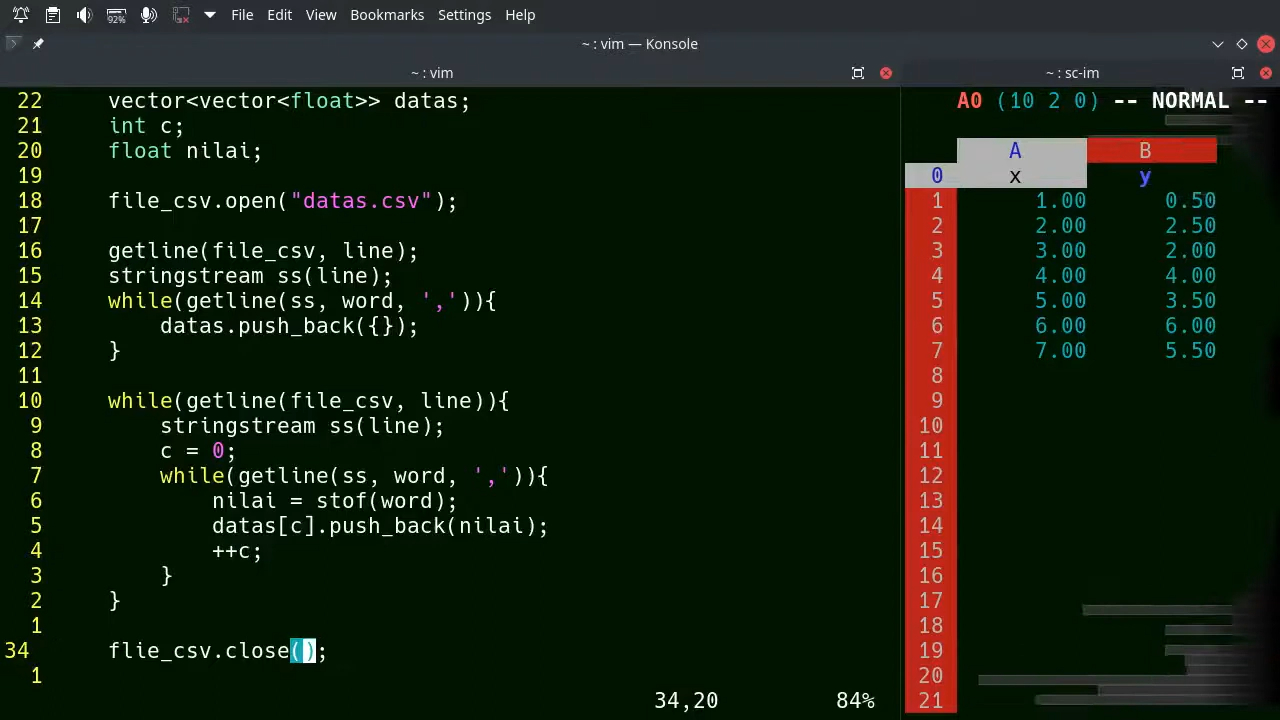 92% File Edit View Bookmarks Settings Help
~ : vim — Konsole
~ : vim
~ : sc-im
22 vector<vector<float>> datas;
21 int c;
20 float nilai;
19
18 file_csv.open("datas.csv");
17
16 getline(file_csv, line);
15 stringstream ss(line);
14 while(getline(ss, word, ',')){
13 datas.push_back({});
12 }
11
10 while(getline(file_csv, line)){
9 stringstream ss(line);
8 c = 0;
7 while(getline(ss, word, ',')){
6 nilai = stof(word);
5 datas[c].push_back(nilai);
4 ++c;
3 }
2 }
1
34 flie_csv.close();
1
34,20 84%
A0 (10 2 0) -- NORMAL --
A B
0 x y
1 1.00 0.50
2 2.00 2.50
3 3.00 2.00
4 4.00 4.00
5 5.00 3.50
6 6.00 6.00
7 7.00 5.50
8
9
10
11
12
13
14
15
16
17
18
19
20
21